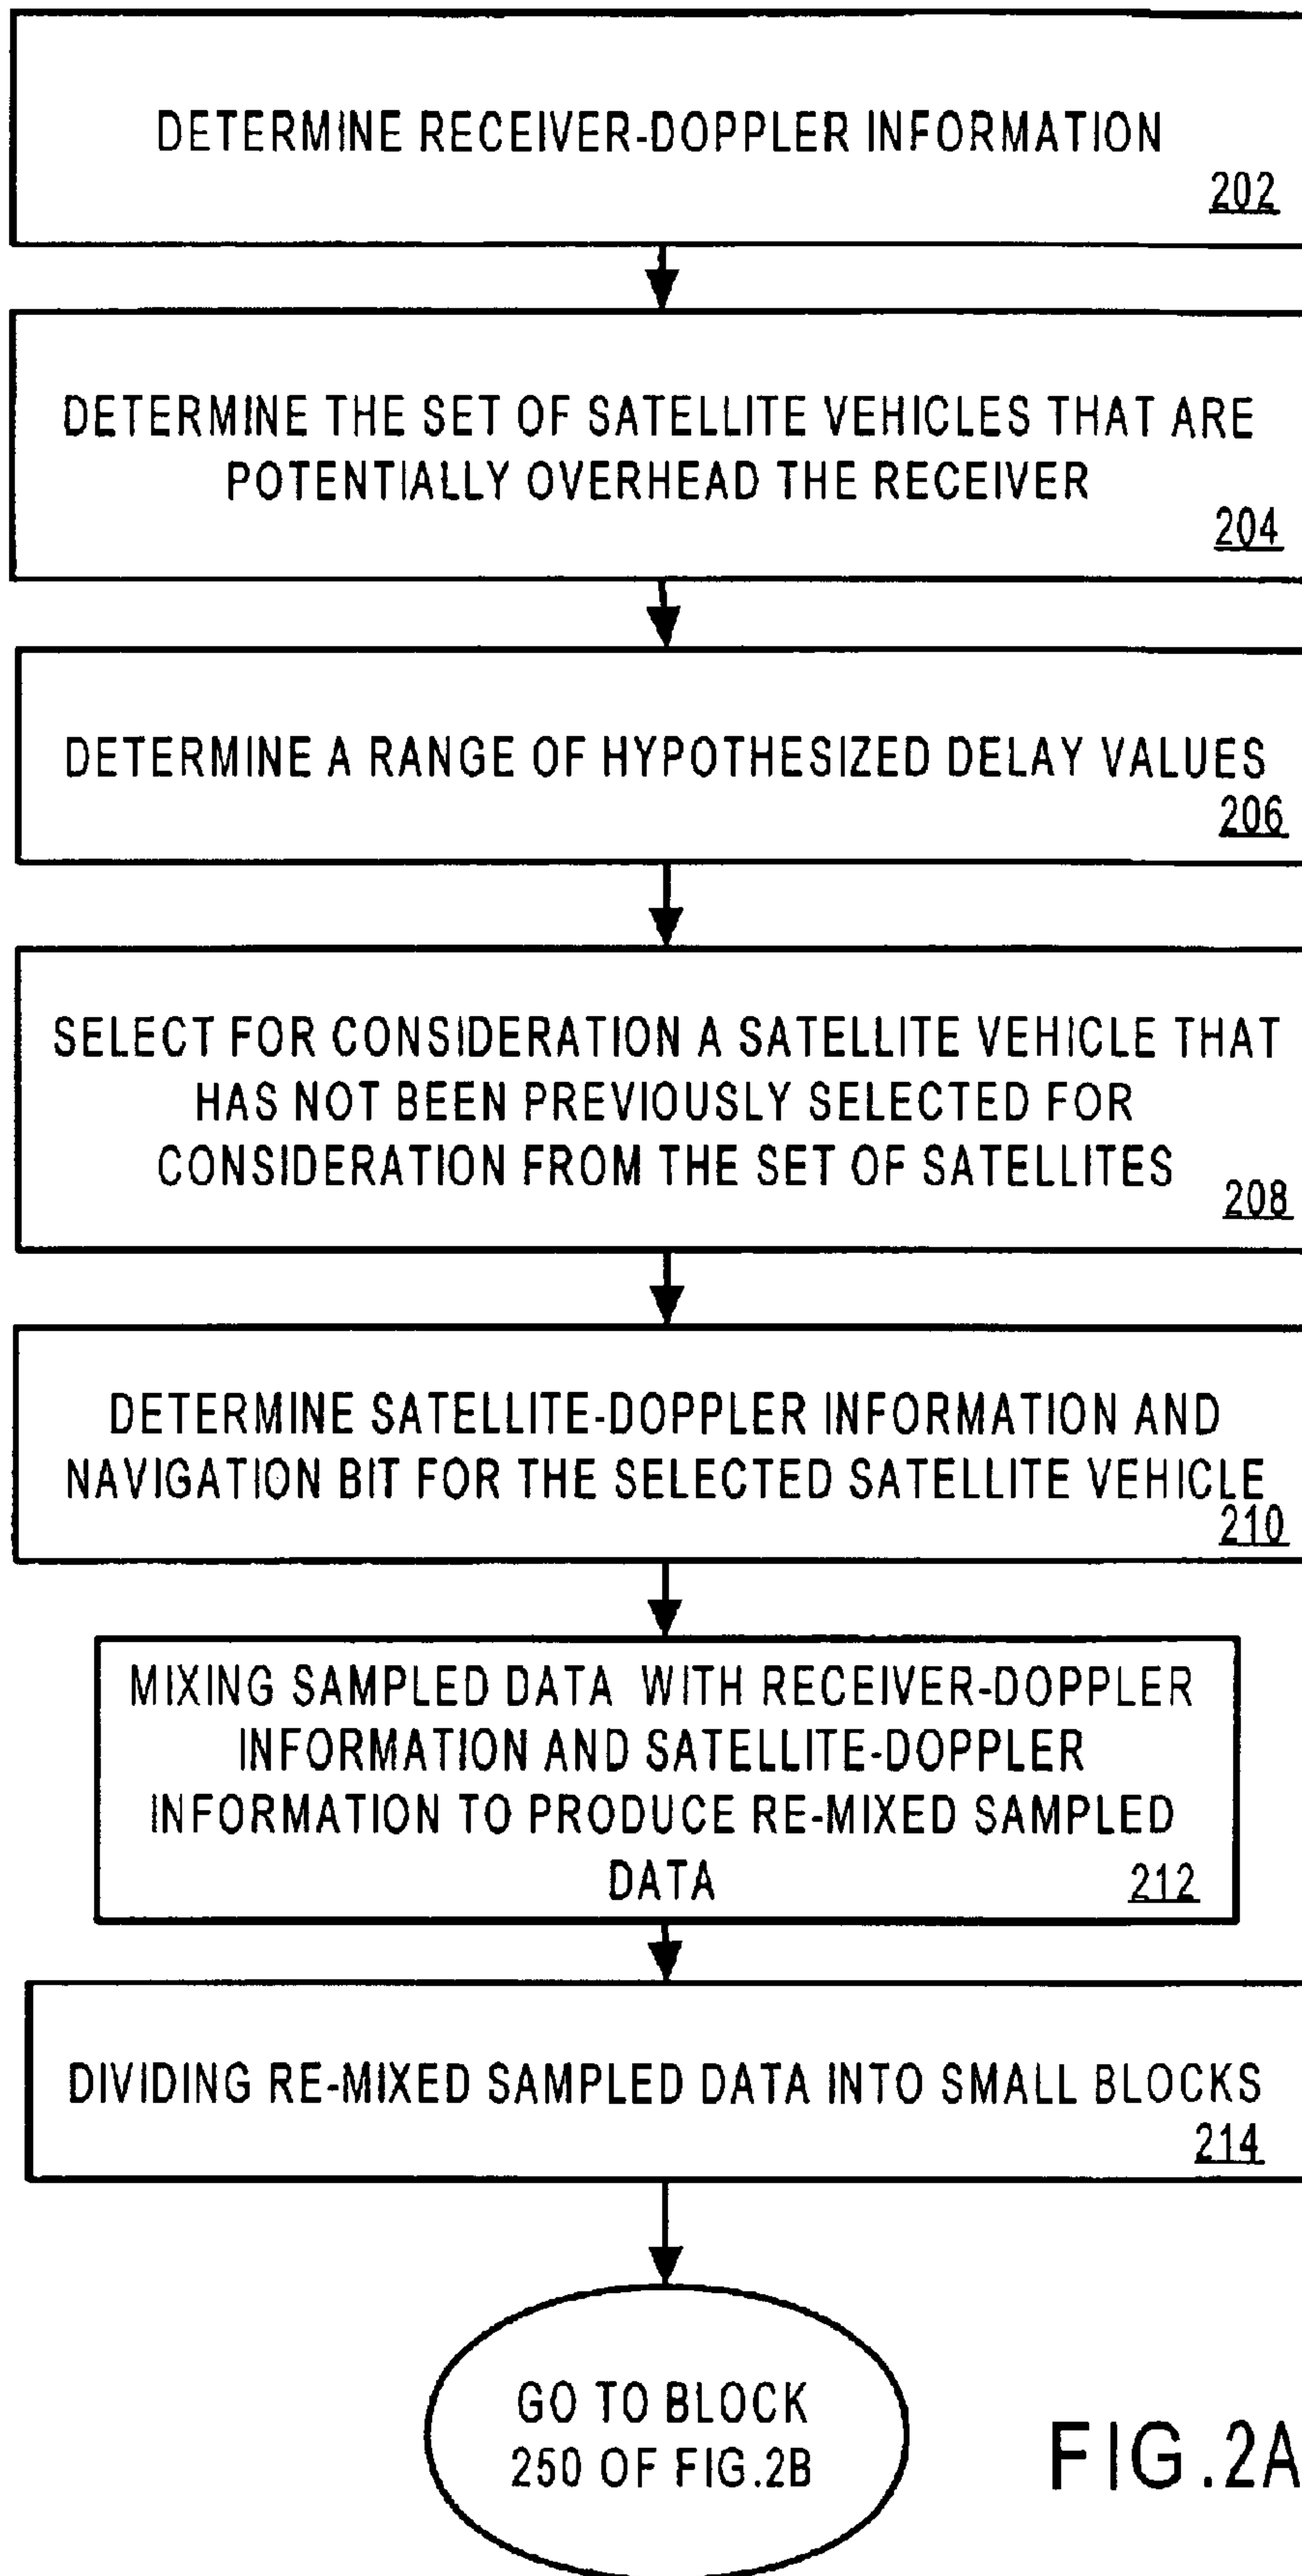 DETERMINE RECEIVER-DOPPLER INFORMATION
202
DETERMINE THE SET OF SATELLITE VEHICLES THAT ARE
POTENTIALLY OVERHEAD THE RECEIVER
204
DETERMINE A RANGE OF HYPOTHESIZED DELAY VALUES
206
SELECT FOR CONSIDERATION A SATELLITE VEHICLE THAT
HAS NOT BEEN PREVIOUSLY SELECTED FOR
CONSIDERATION FROM THE SET OF SATELLITES
208
DETERMINE SATELLITE-DOPPLER INFORMATION AND
NAVIGATION BIT FOR THE SELECTED SATELLITE VEHICLE
210
MIXING SAMPLED DATA WITH RECEIVER-DOPPLER
INFORMATION AND SATELLITE-DOPPLER
INFORMATION TO PRODUCE RE-MIXED SAMPLED
DATA
212
DIVIDING RE-MIXED SAMPLED DATA INTO SMALL BLOCKS
214
GO TO BLOCK
250 OF FIG.2B
FIG.2A